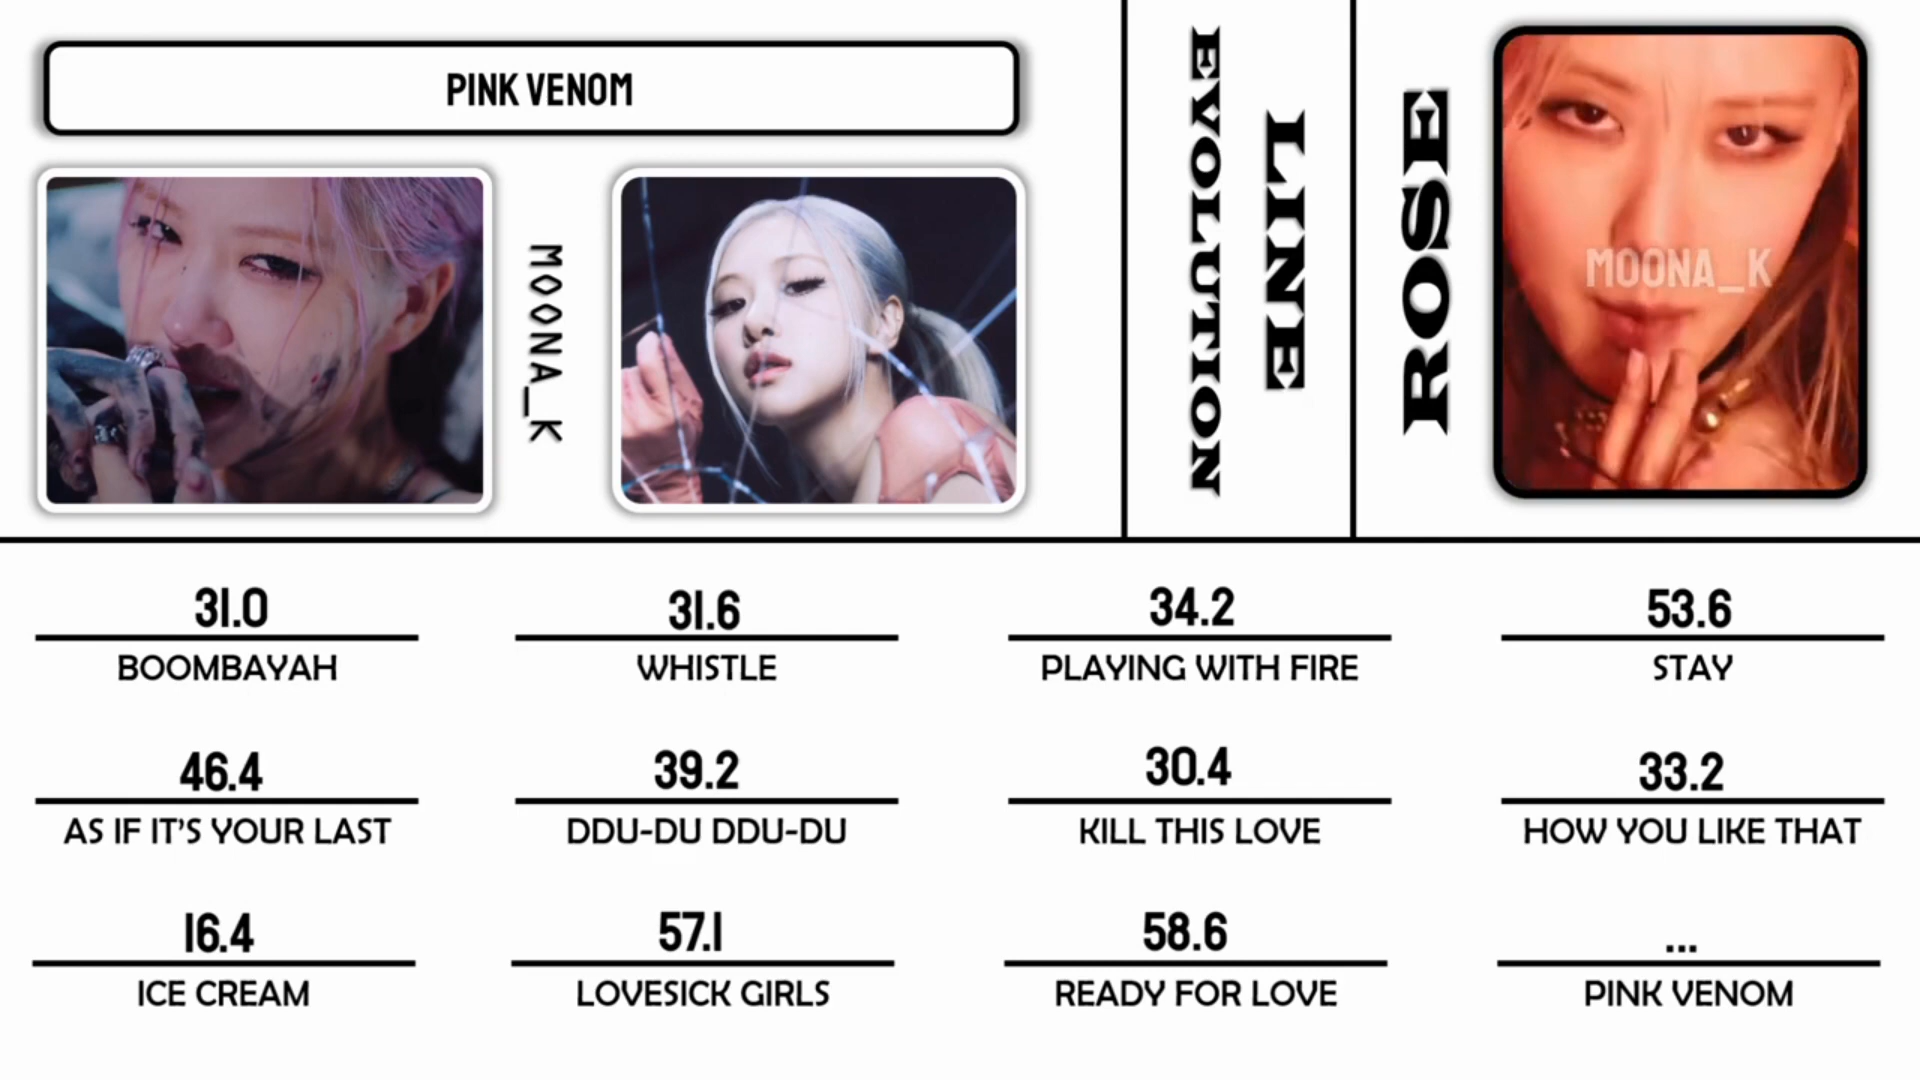 PINK VENOM
MOONA_K
LINE
EVOLUTION
ROSE
MOONA_K
31.0
BOOMBAYAH
31.6
WHISTLE
34.2
PLAYING WITH FIRE
53.6
STAY
46.4
AS IF IT'S YOUR LAST
39.2
DDU-DU DDU-DU
30.4
KILL THIS LOVE
33.2
HOW YOU LIKE THAT
16.4
ICE CREAM
57.1
LOVESICK GIRLS
58.6
READY FOR LOVE
...
PINK VENOM